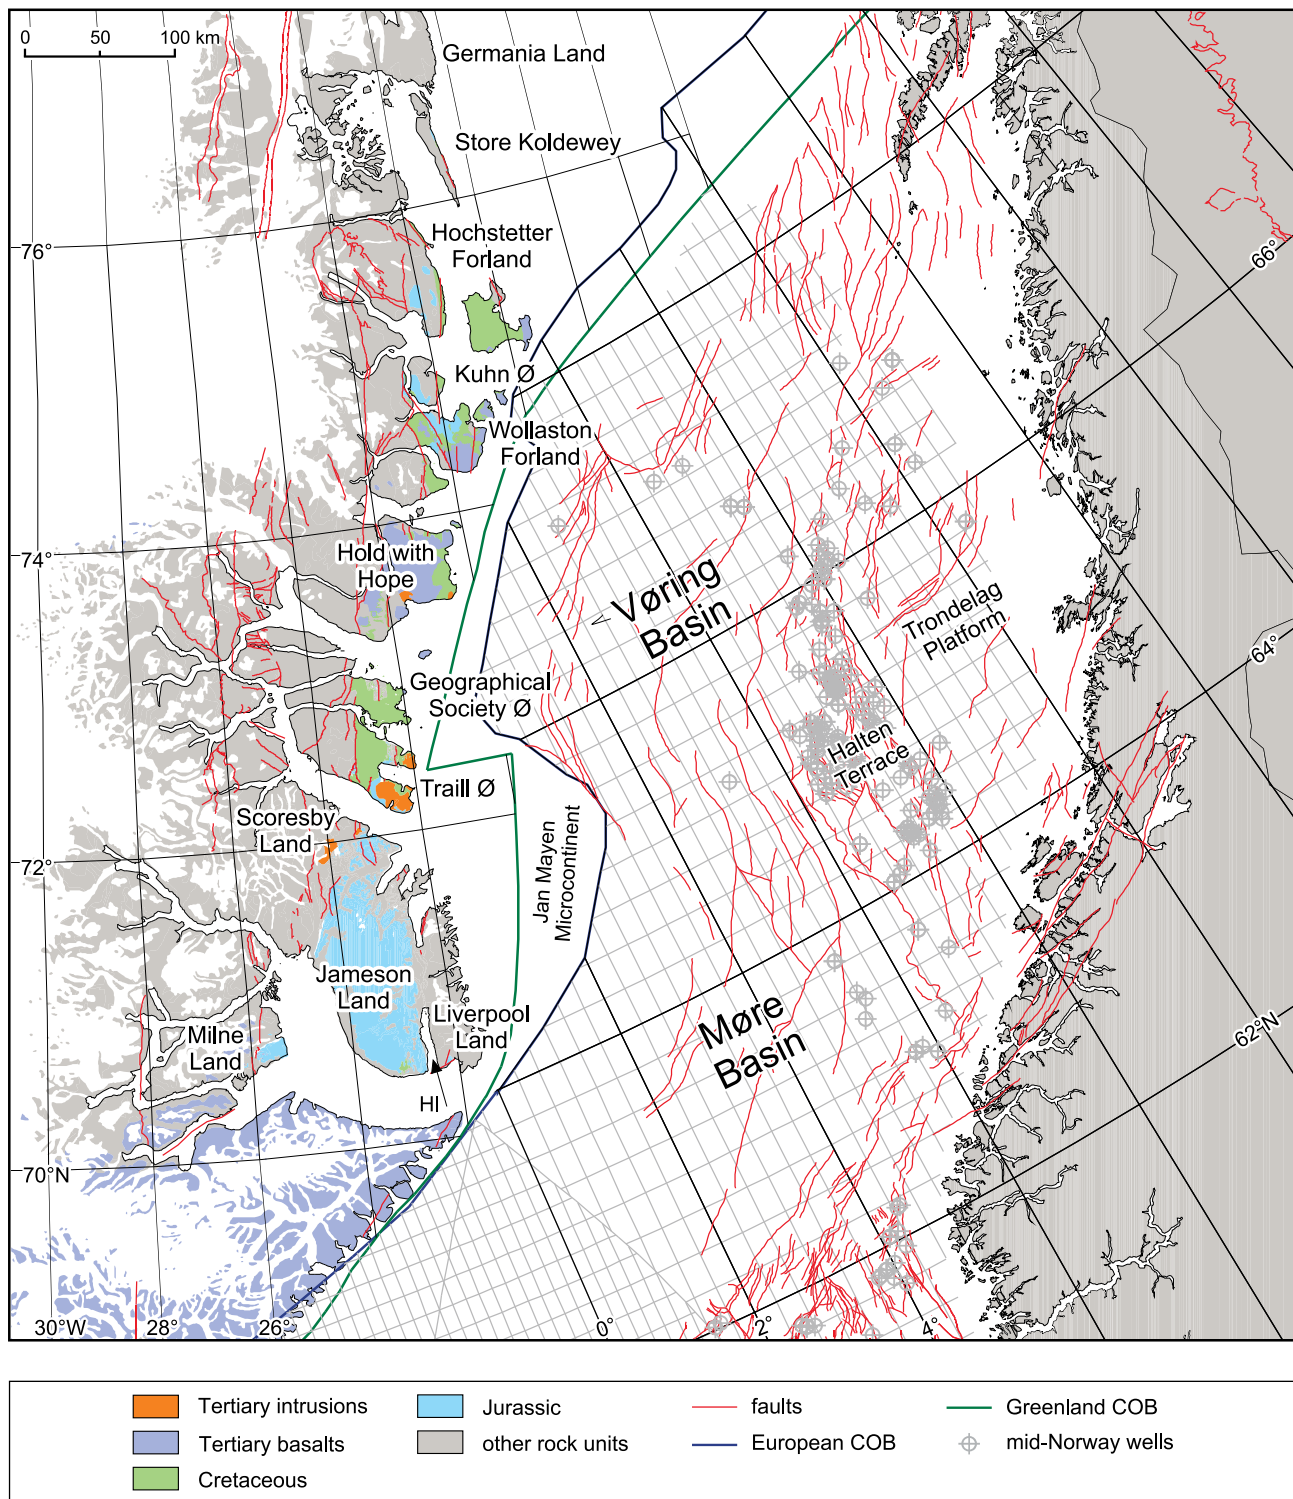 0 50 100 km
Germania Land
Store Koldewey
Hochstetter
Forland
76°
66°
Kuhn Ø
Wollaston
Forland
74°
Hold with
Hope
Vøring
Basin
Trondelag
Platform
64°
Geographical
Society Ø
Halten
Terrace
Traill Ø
Scoresby
Land
72°
Jan Mayen
Microcontinent
Jameson
Land
Liverpool
Land
Milne
Land
Møre
Basin
62°N
HI
70°N
30°W 28° 26° 0° 2° 4°
Tertiary intrusions
Jurassic
faults
Greenland COB
Tertiary basalts
other rock units
European COB
mid-Norway wells
Cretaceous